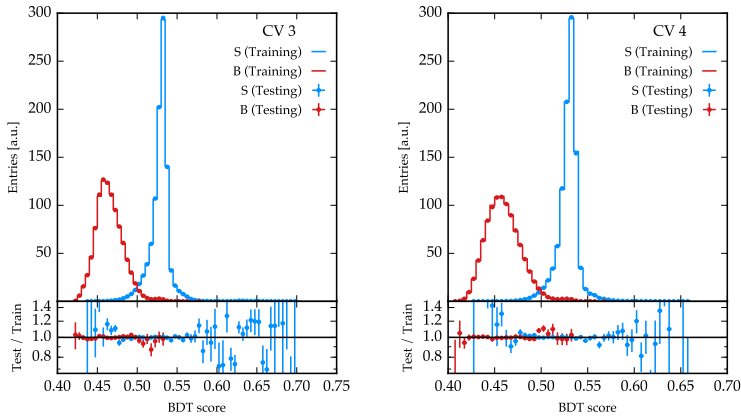 300
250
200
150
100
50
Entries [a.u.]
CV 3
S (Training)
B (Training)
S (Testing)
B (Testing)
1.4
1.2
1.0
0.8
Test / Train
0.40 0.45 0.50 0.55 0.60 0.65 0.70 0.75
BDT score
300
250
200
150
100
50
Entries [a.u.]
CV 4
S (Training)
B (Training)
S (Testing)
B (Testing)
1.4
1.2
1.0
0.8
Test / Train
0.40 0.45 0.50 0.55 0.60 0.65 0.70
BDT score